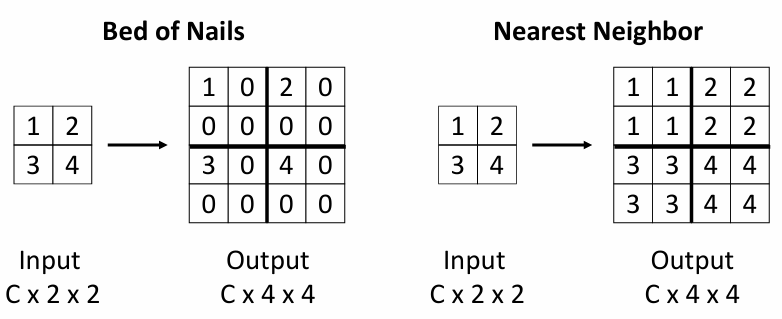 Bed of Nails
1 2
3 4
1 0 2 0
0 0 0 0
3 0 4 0
0 0 0 0
Input
C x 2 x 2
Output
C x 4 x 4
Nearest Neighbor
1 2
3 4
1 1 2 2
1 1 2 2
3 3 4 4
3 3 4 4
Input
C x 2 x 2
Output
C x 4 x 4